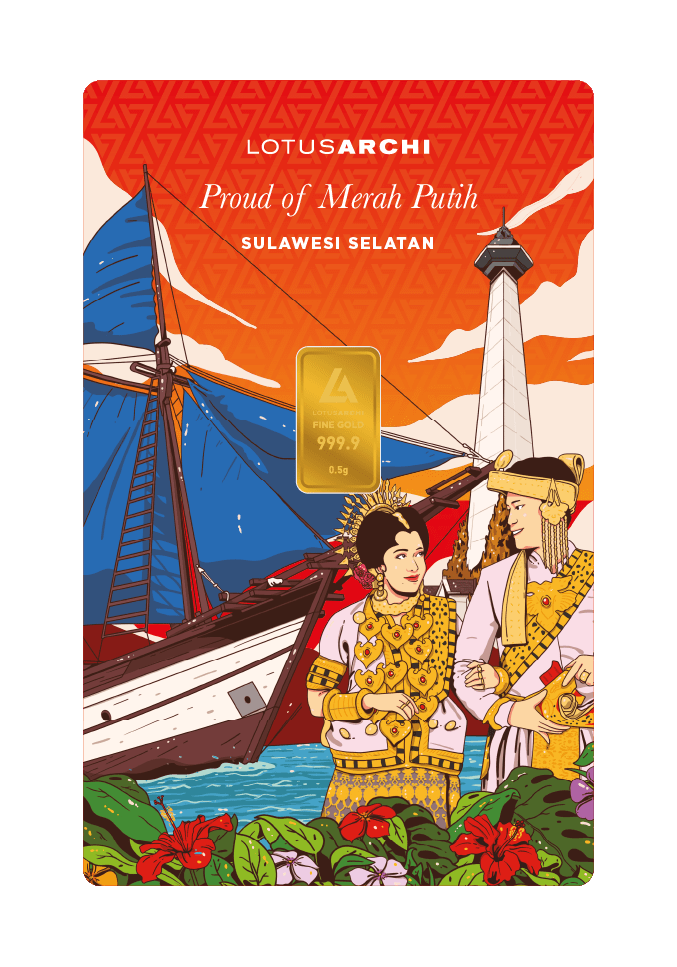 LOTUSARCHI
Proud of Merah Putih
SULAWESI SELATAN
LOTUSARCHI
FINE GOLD
999.9
0.5g